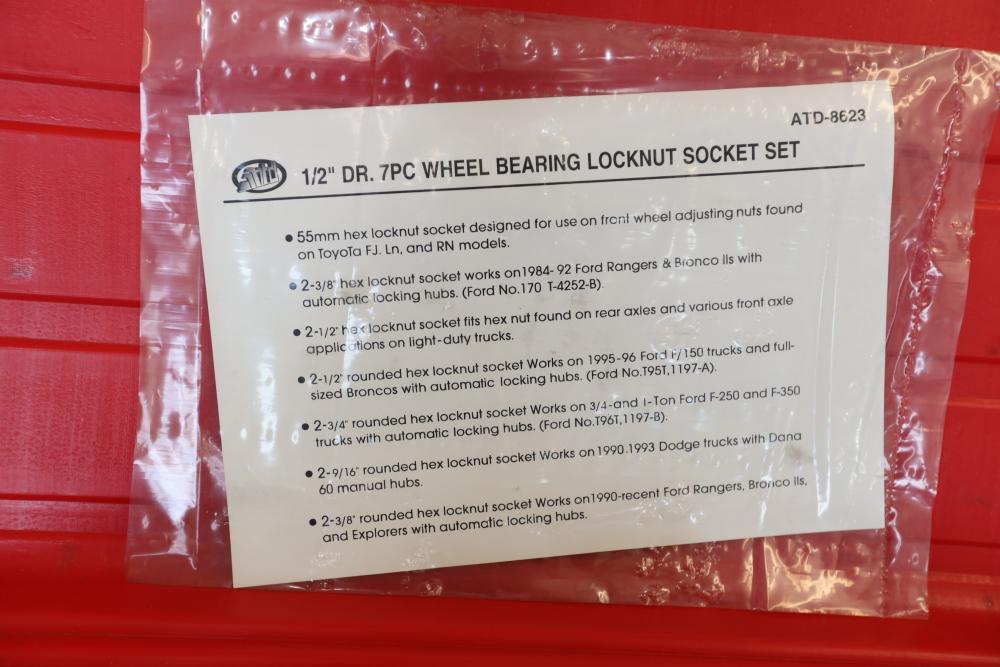 ATD-8623
ATD
1/2" DR. 7PC WHEEL BEARING LOCKNUT SOCKET SET
• 55mm hex locknut socket designed for use on front wheel adjusting nuts found
on ToyoTa FJ. Ln, and RN models.
• 2-3/8" hex locknut socket works on1984- 92 Ford Rangers & Bronco IIs with
automatic locking hubs. (Ford No.170 T-4252-B).
• 2-1/2" hex locknut socket fits hex nut found on rear axles and various front axle
applications on light-duty trucks.
• 2-1/2" rounded hex locknut socket Works on 1995-96 Ford F/150 trucks and full-
sized Broncos with automatic locking hubs. (Ford No.T95T,1197-A).
• 2-3/4" rounded hex locknut socket Works on 3/4-and 1-Ton Ford F-250 and F-350
trucks with automatic locking hubs. (Ford No.T96T,1197-B).
• 2-9/16" rounded hex locknut socket Works on 1990.1993 Dodge trucks with Dana
60 manual hubs.
• 2-3/8" rounded hex locknut socket Works on1990-recent Ford Rangers, Bronco IIs,
and Explorers with automatic locking hubs.